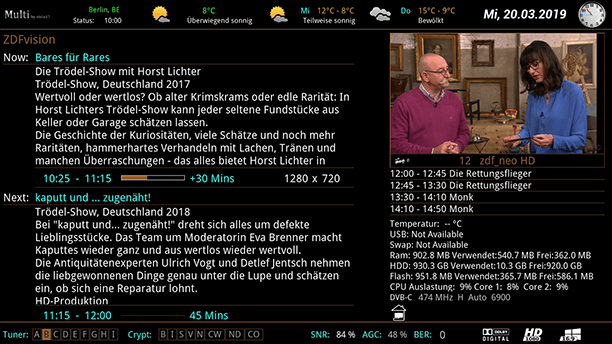 Multi by stein17
Berlin, BE
Status: 10:00
8°C
Überwiegend sonnig
Mi 12°C - 8°C
Teilweise sonnig
Do 15°C - 9°C
Bewölkt
Mi, 20.03.2019
ZDFvision
Now: Bares für Rares
Die Trödel-Show mit Horst Lichter
Trödel-Show, Deutschland 2017
Wertvoll oder wertlos? Ob alter Krimskrams oder edle Rarität: In
Horst Lichters Trödel-Show kann jeder seltene Fundstücke aus
Keller oder Garage schätzen lassen.
Die Geschichte der Kuriositäten, viele Schätze und noch mehr
Raritäten, hammerhartes Verhandeln mit Lachen, Tränen und
manchen Überraschungen - das alles bietet Horst Lichter in
10:25 - 11:15 +30 Mins 1280 x 720
Next: kaputt und ... zugenäht!
Trödel-Show, Deutschland 2018
Bei "kaputt und... zugenäht!" dreht sich alles um defekte
Lieblingsstücke. Das Team um Moderatorin Eva Brenner macht
Kaputtes wieder ganz und aus wertlos wieder wertvoll.
Die Antiquitätenexperten Ulrich Vogt und Detlef Jentsch nehmen
die liebgewonnenen Dinge genau unter die Lupe und schätzen
ein, ob sich eine Reparatur lohnt.
HD-Produktion
11:15 - 12:00 45 Mins
12 zdf_neo HD
12:00 - 12:45 Die Rettungsflieger
12:45 - 13:30 Die Rettungsflieger
13:30 - 14:10 Monk
14:10 - 14:50 Monk
Temperatur: -- °C
USB: Not Available
Swap: Not Available
Ram: 902.8 MB Verwendet:540.7 MB Frei:362.0 MB
HDD: 930.3 GB Verwendet:10.3 GB Frei:920.0 GB
Flash: 951.8 MB Verwendet:365.7 MB Frei:586.1 MB
CPU Auslastung: 9% Core 1: 8% Core 2: 9%
DVB-C 474 MHz H Auto 6900
Tuner: A B C D E F G H I Crypt: B I S V N CW ND CO SNR: 84 % AGC: 48 % BER: 0 DOLBY DIGITAL HD 1080 16:9